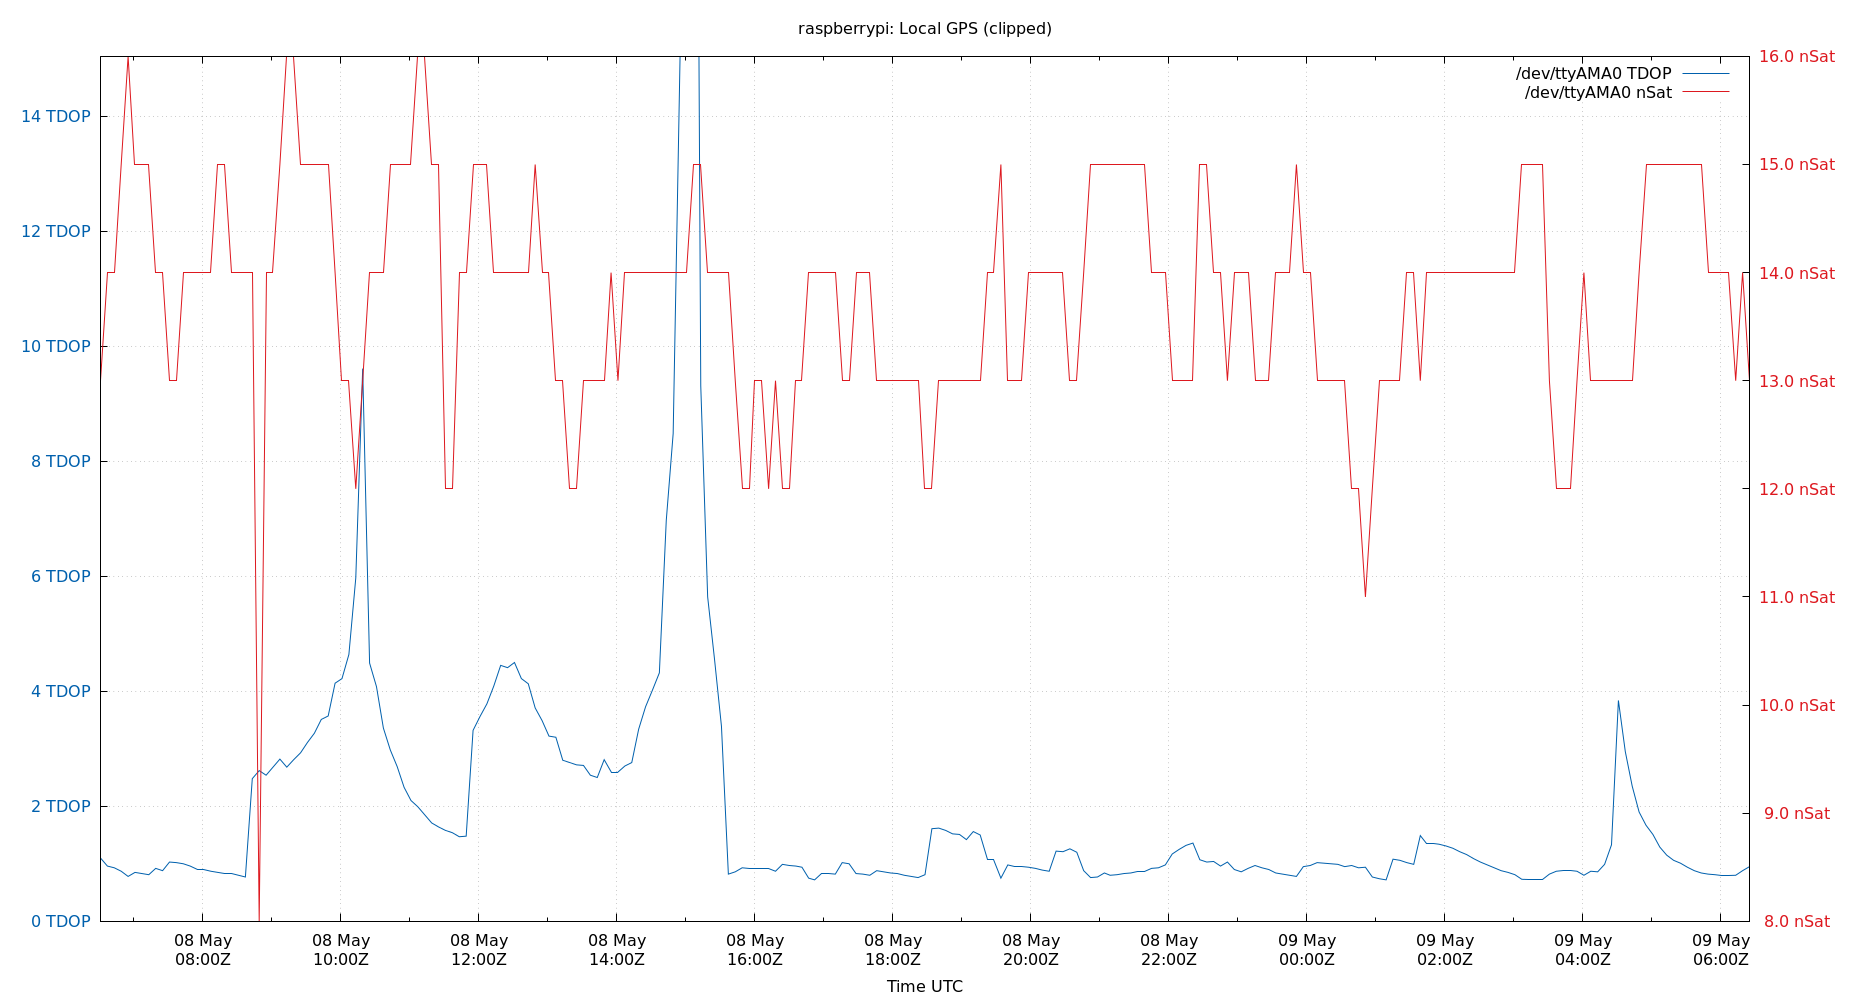 raspberrypi: Local GPS (clipped)
/dev/ttyAMA0 TDOP
/dev/ttyAMA0 nSat
14 TDOP
12 TDOP
10 TDOP
8 TDOP
6 TDOP
4 TDOP
2 TDOP
0 TDOP
16.0 nSat
15.0 nSat
14.0 nSat
13.0 nSat
12.0 nSat
11.0 nSat
10.0 nSat
9.0 nSat
8.0 nSat
08 May
08:00Z
08 May
10:00Z
08 May
12:00Z
08 May
14:00Z
08 May
16:00Z
08 May
18:00Z
08 May
20:00Z
08 May
22:00Z
09 May
00:00Z
09 May
02:00Z
09 May
04:00Z
09 May
06:00Z
Time UTC